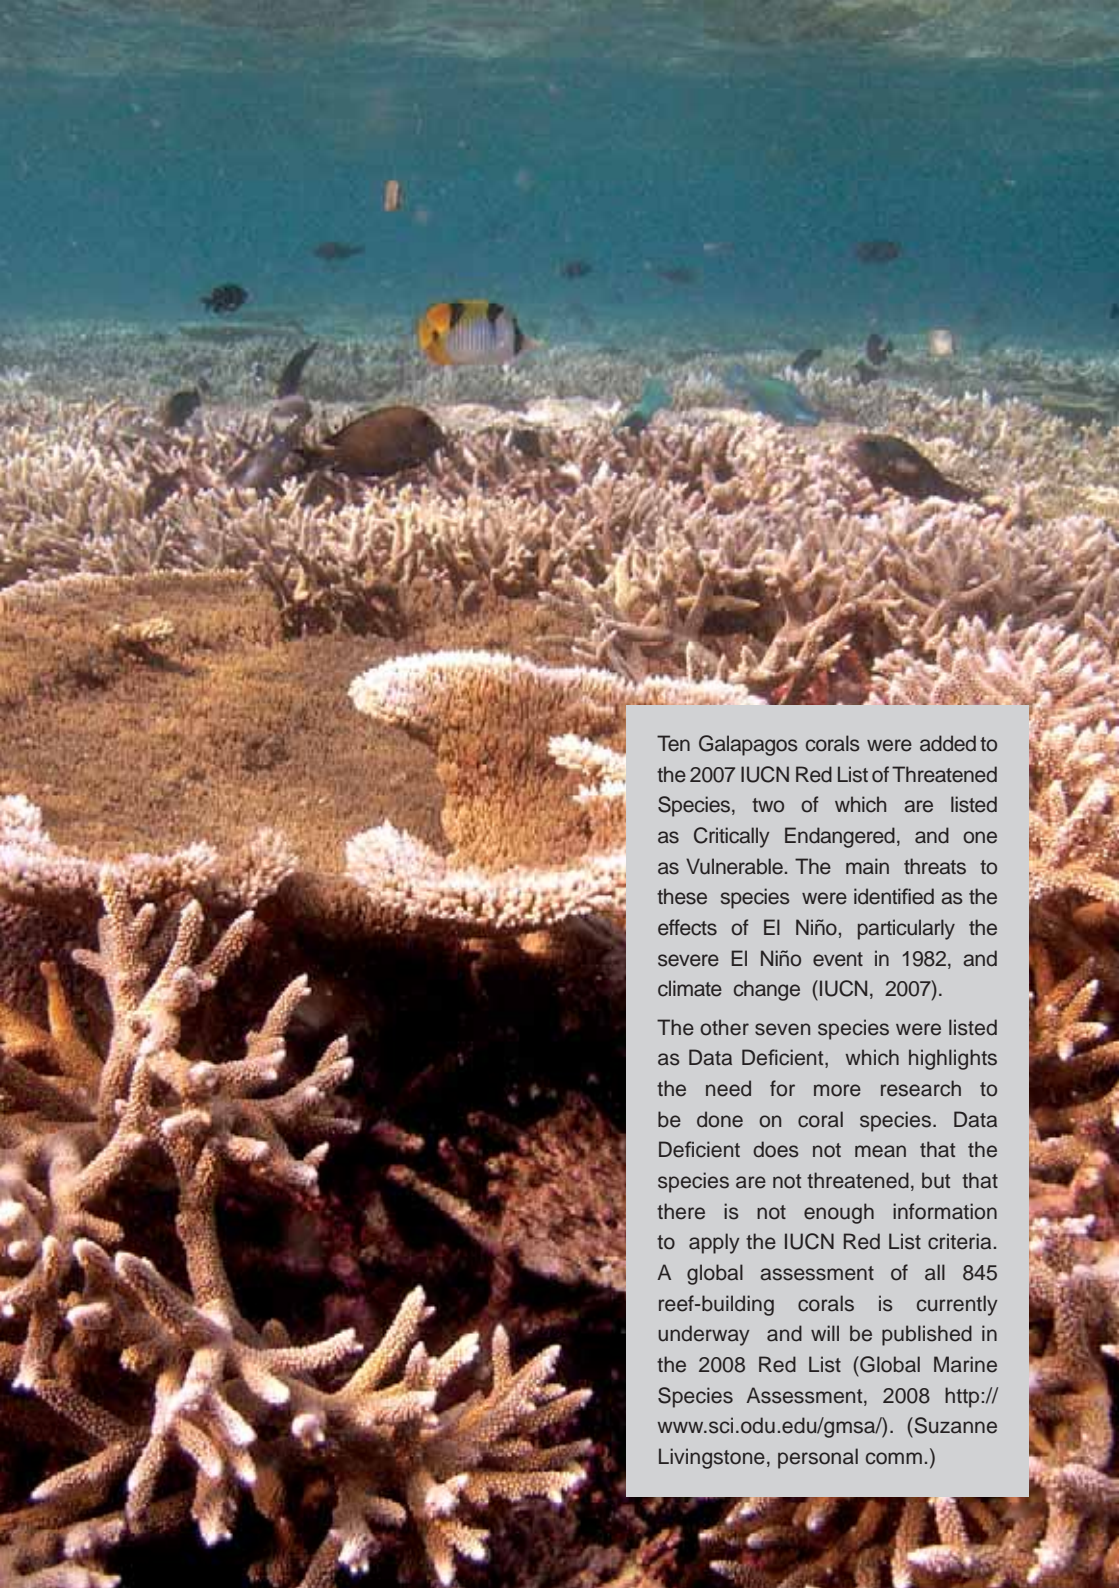 Ten Galapagos corals were added to
the 2007 IUCN Red List of Threatened
Species, two of which are listed
as Critically Endangered, and one
as Vulnerable. The main threats to
these species were identified as the
effects of El Niño, particularly the
severe El Niño event in 1982, and
climate change (IUCN, 2007).
The other seven species were listed
as Data Deficient, which highlights
the need for more research to
be done on coral species. Data
Deficient does not mean that the
species are not threatened, but that
there is not enough information
to apply the IUCN Red List criteria.
A global assessment of all 845
reef-building corals is currently
underway and will be published in
the 2008 Red List (Global Marine
Species Assessment, 2008 http://
www.sci.odu.edu/gmsa/). (Suzanne
Livingstone, personal comm.)